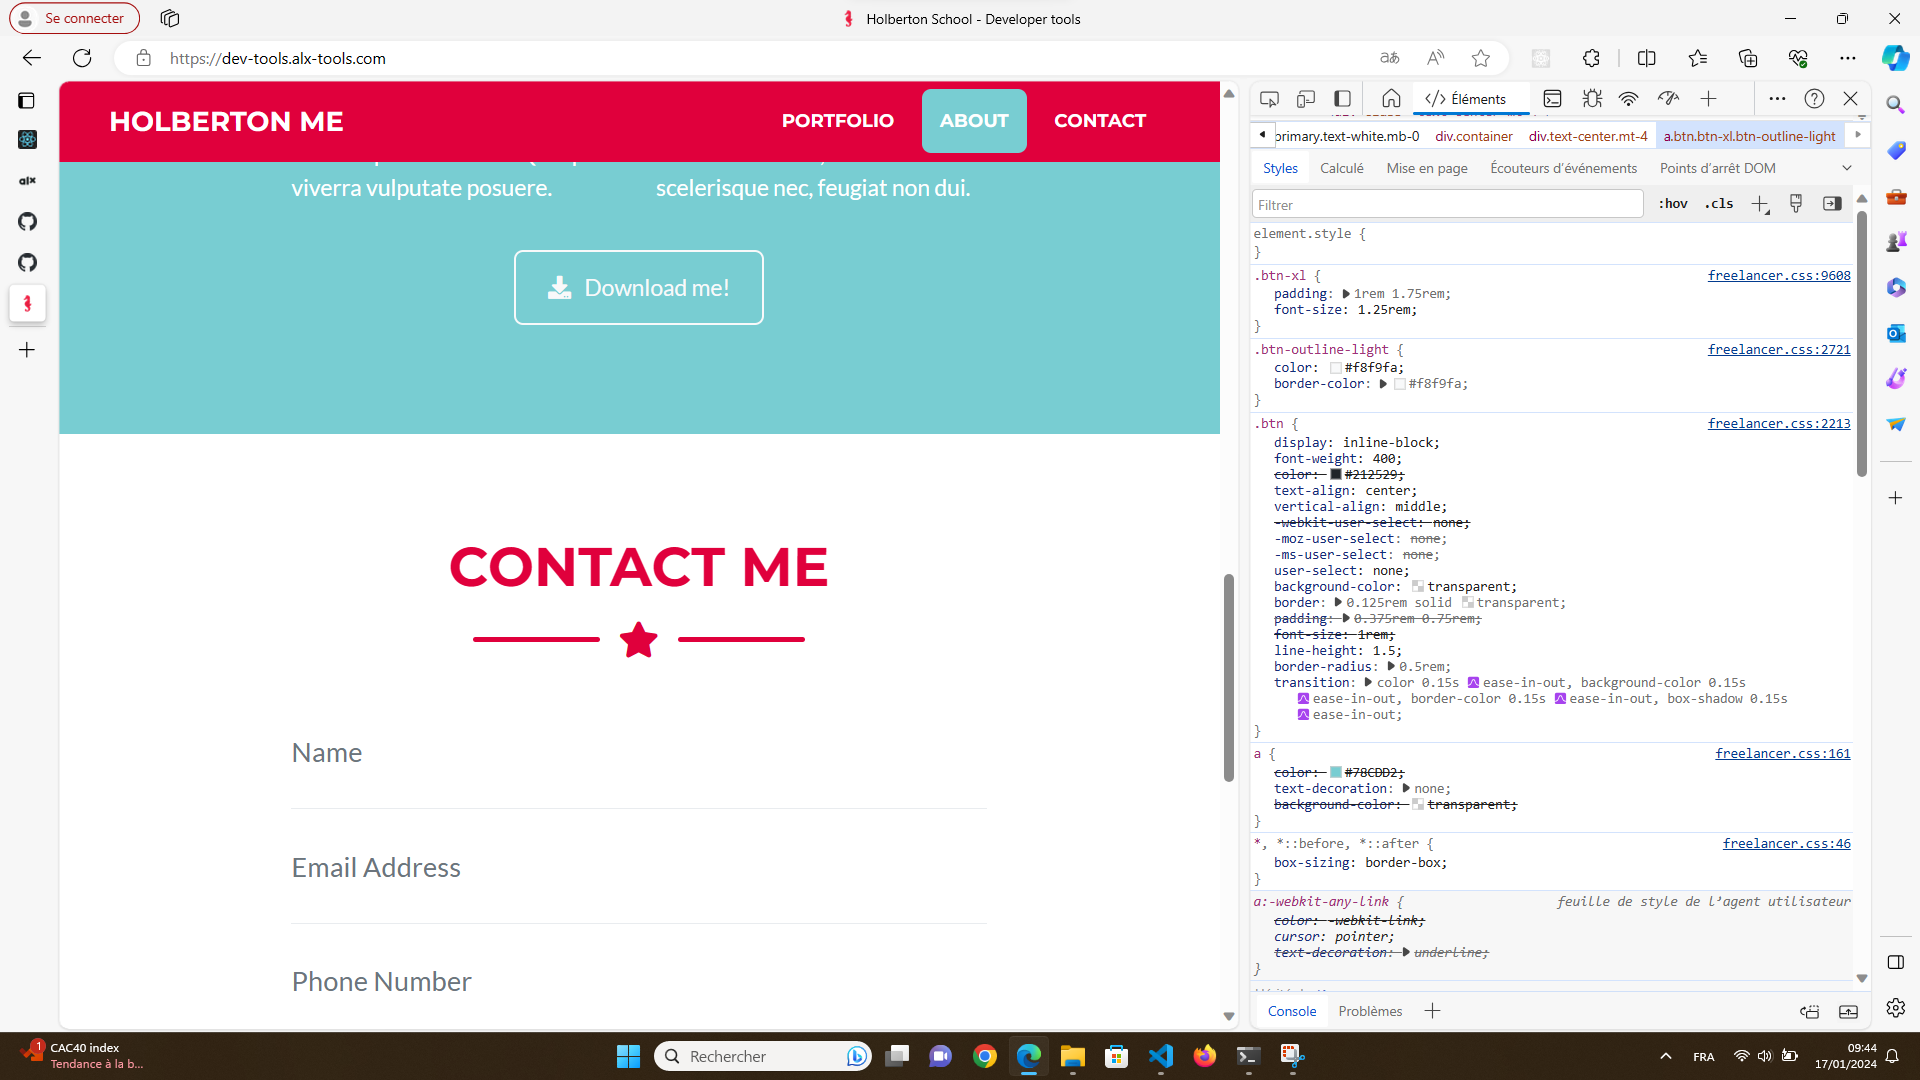 Se connecter
Holberton School - Developer tools
https://dev-tools.alx-tools.com
HOLBERTON ME
PORTFOLIO
ABOUT
CONTACT
viverra vulputate posuere.
scelerisque nec, feugiat non dui.
Download me!
CONTACT ME
Name
Email Address
Phone Number
Éléments
primary.text-white.mb-0 div.container div.text-center.mt-4 a.btn.btn-xl.btn-outline-light
Styles Calculé Mise en page Écouteurs d'événements Points d'arrêt DOM
Filtrer
:hov .cls
element.style {
}
.btn-xl { freelancer.css:9608
padding: 1rem 1.75rem;
font-size: 1.25rem;
}
.btn-outline-light { freelancer.css:2721
color: #f8f9fa;
border-color: #f8f9fa;
}
.btn { freelancer.css:2213
display: inline-block;
font-weight: 400;
color: #212529;
text-align: center;
vertical-align: middle;
-webkit-user-select: none;
-moz-user-select: none;
-ms-user-select: none;
user-select: none;
background-color: transparent;
border: 0.125rem solid transparent;
padding: 0.375rem 0.75rem;
font-size: 1rem;
line-height: 1.5;
border-radius: 0.5rem;
transition: color 0.15s ease-in-out, background-color 0.15s
ease-in-out, border-color 0.15s ease-in-out, box-shadow 0.15s
ease-in-out;
}
a { freelancer.css:161
color: #78CDD2;
text-decoration: none;
background-color: transparent;
}
*, *::before, *::after { freelancer.css:46
box-sizing: border-box;
}
a:-webkit-any-link { feuille de style de l'agent utilisateur
color: -webkit-link;
cursor: pointer;
text-decoration: underline;
}
Console Problèmes
1
CAC40 index
Tendance à la b...
Rechercher
FRA
09:44
17/01/2024